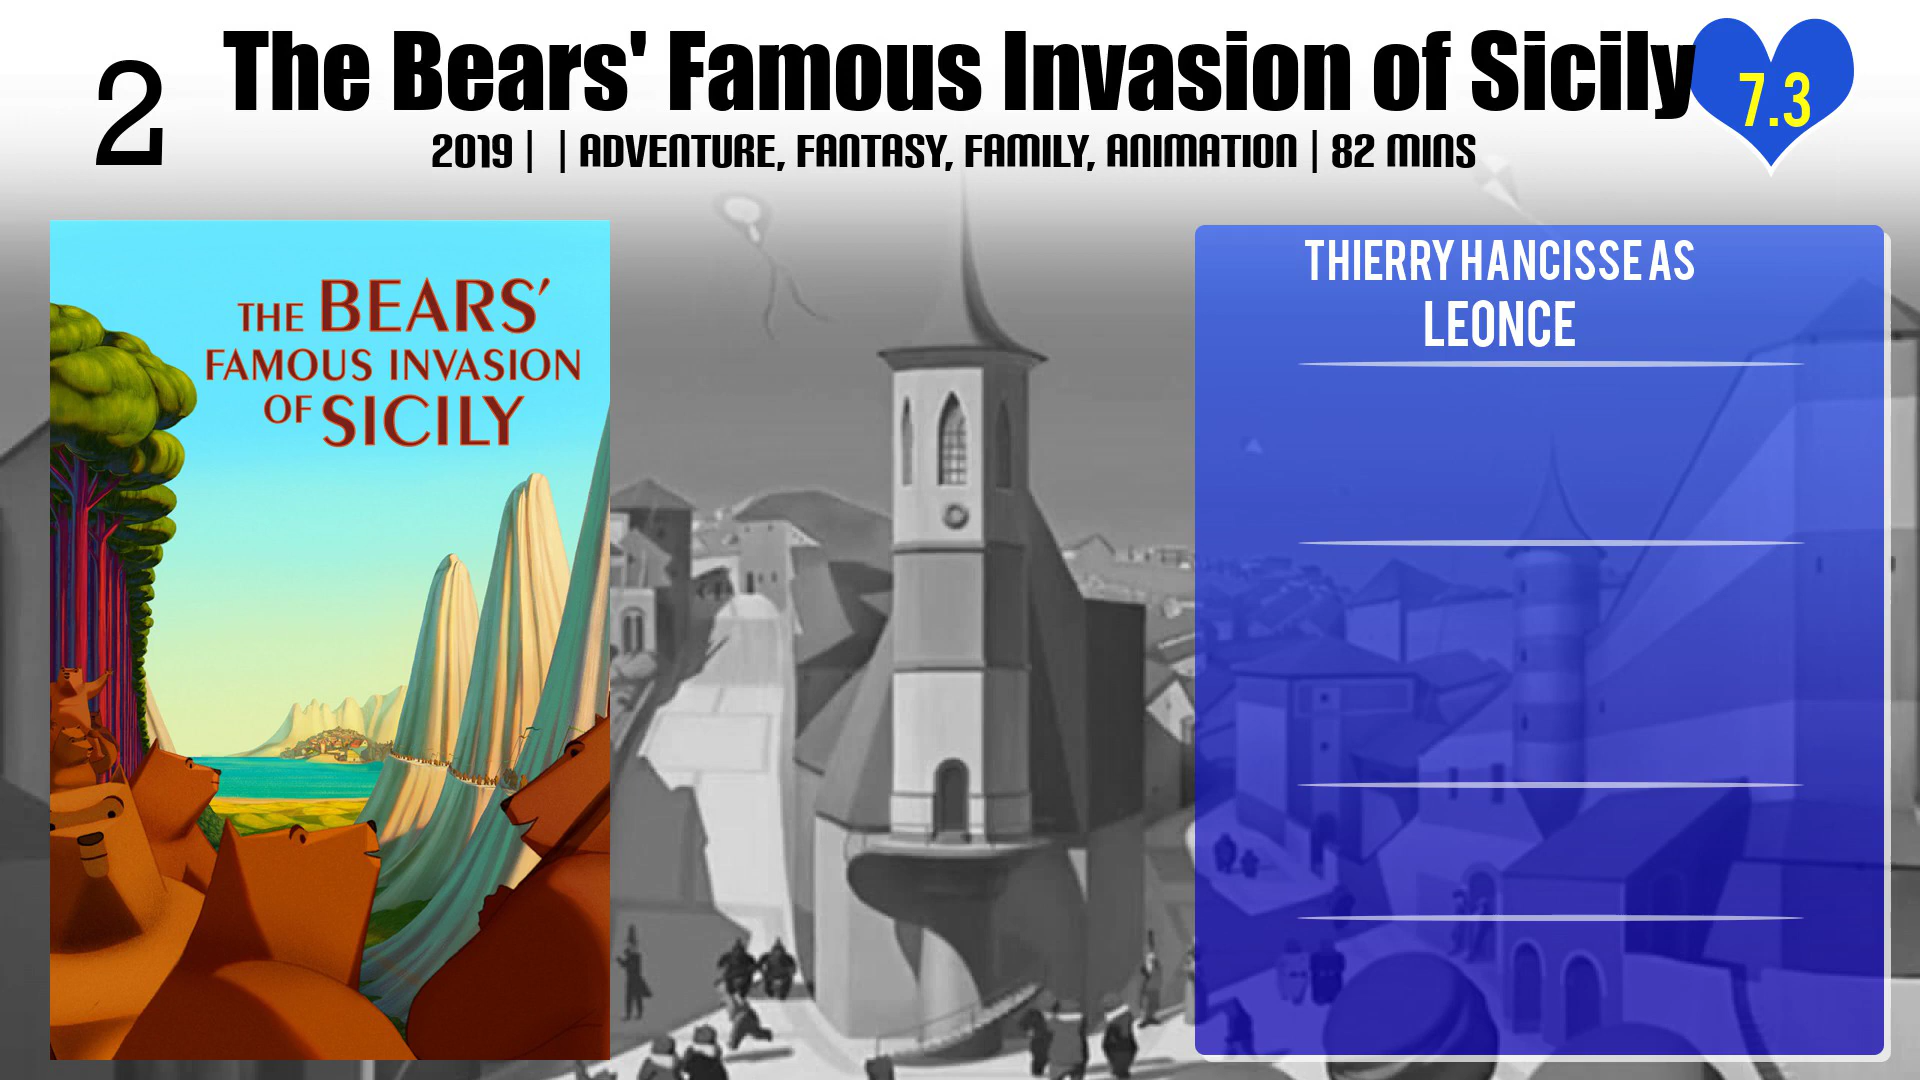 2
The Bears' Famous Invasion of Sicily
7.3
2019 |  | ADVENTURE, FANTASY, FAMILY, ANIMATION | 82 MINS
THE BEARS'
FAMOUS INVASION
OF SICILY
THIERRY HANCISSE AS
LEONCE